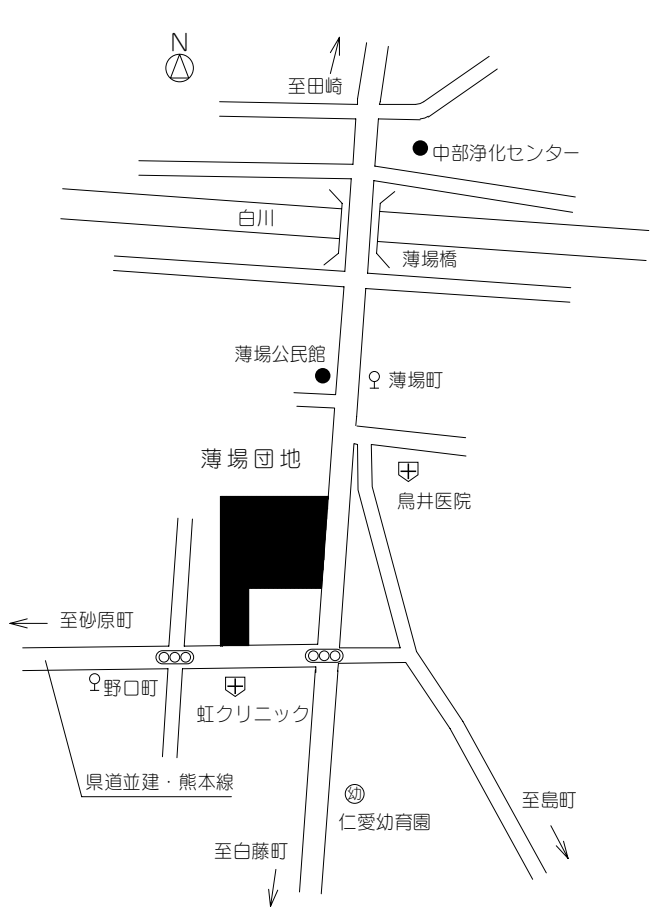 N
至田崎
中部浄化センター
白川
薄場橋
薄場公民館
薄場町
薄場団地
鳥井医院
至砂原町
野口町
虹クリニック
県道並建・熊本線
幼
仁愛幼育園
至島町
至白藤町